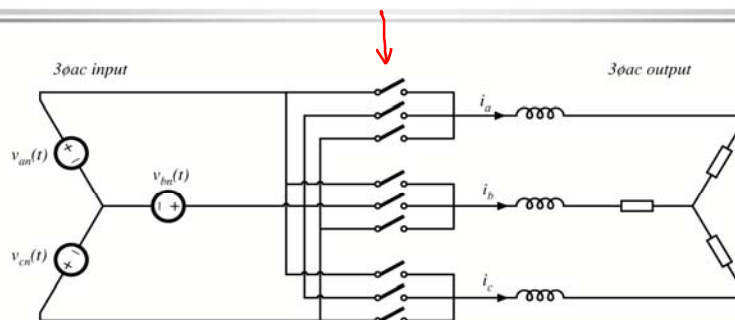 3øac input
3øac output
v_an(t)
v_bn(t)
v_cn(t)
i_a
i_b
i_c
+
−
−
+
−
+